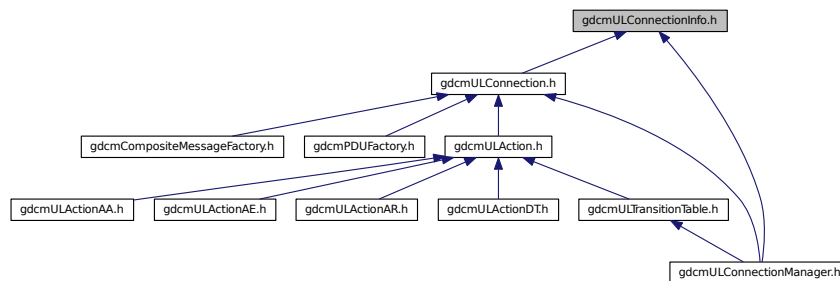 gdcmULConnectionInfo.h
gdcmULConnection.h
gdcmCompositeMessageFactory.h
gdcmPDUFactory.h
gdcmULAction.h
gdcmULActionAA.h
gdcmULActionAE.h
gdcmULActionAR.h
gdcmULActionDT.h
gdcmULTransitionTable.h
gdcmULConnectionManager.h